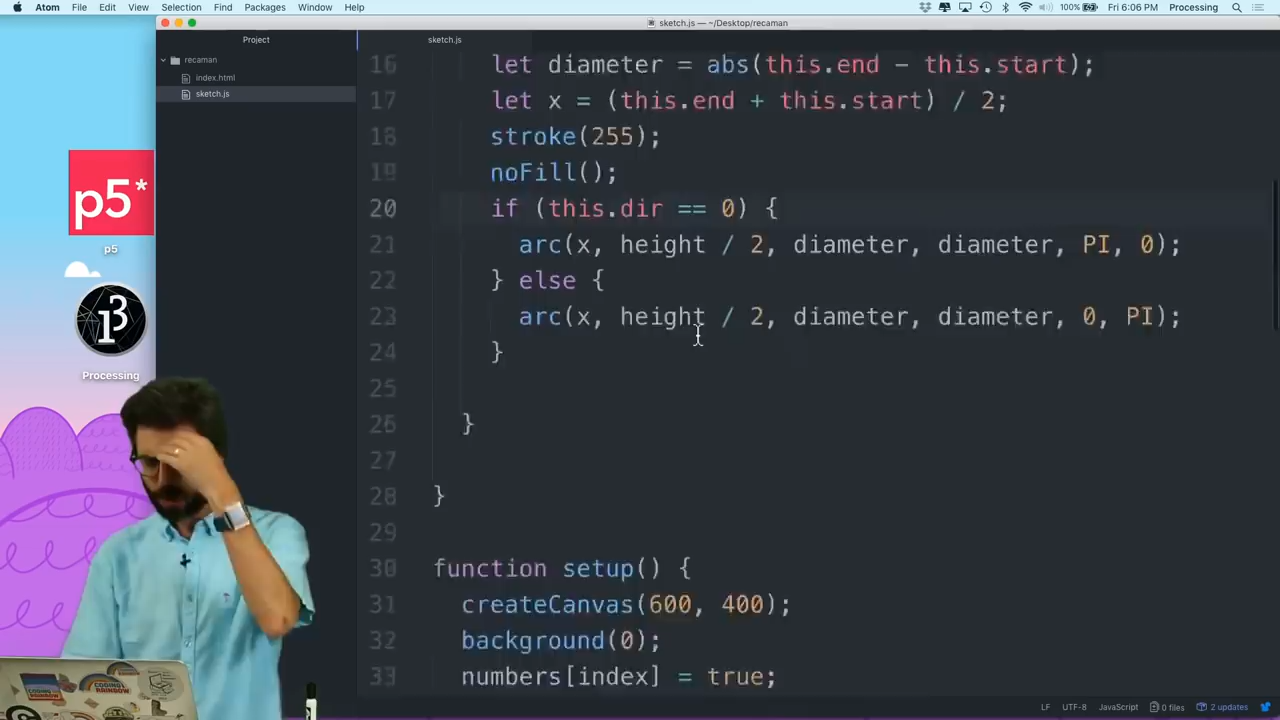 Atom File Edit View Selection Find Packages Window Help
100% Fri 6:06 PM Processing
sketch.js — ~/Desktop/recaman
Project
sketch.js
recaman
index.html
sketch.js
p5*
p5
Processing
16 let diameter = abs(this.end - this.start);
17 let x = (this.end + this.start) / 2;
18 stroke(255);
19 noFill();
20 if (this.dir == 0) {
21 arc(x, height / 2, diameter, diameter, PI, 0);
22 } else {
23 arc(x, height / 2, diameter, diameter, 0, PI);
24 }
25
26 }
27
28 }
29
30 function setup() {
31 createCanvas(600, 400);
32 background(0);
33 numbers[index] = true;
LF UTF-8 JavaScript 0 files 2 updates